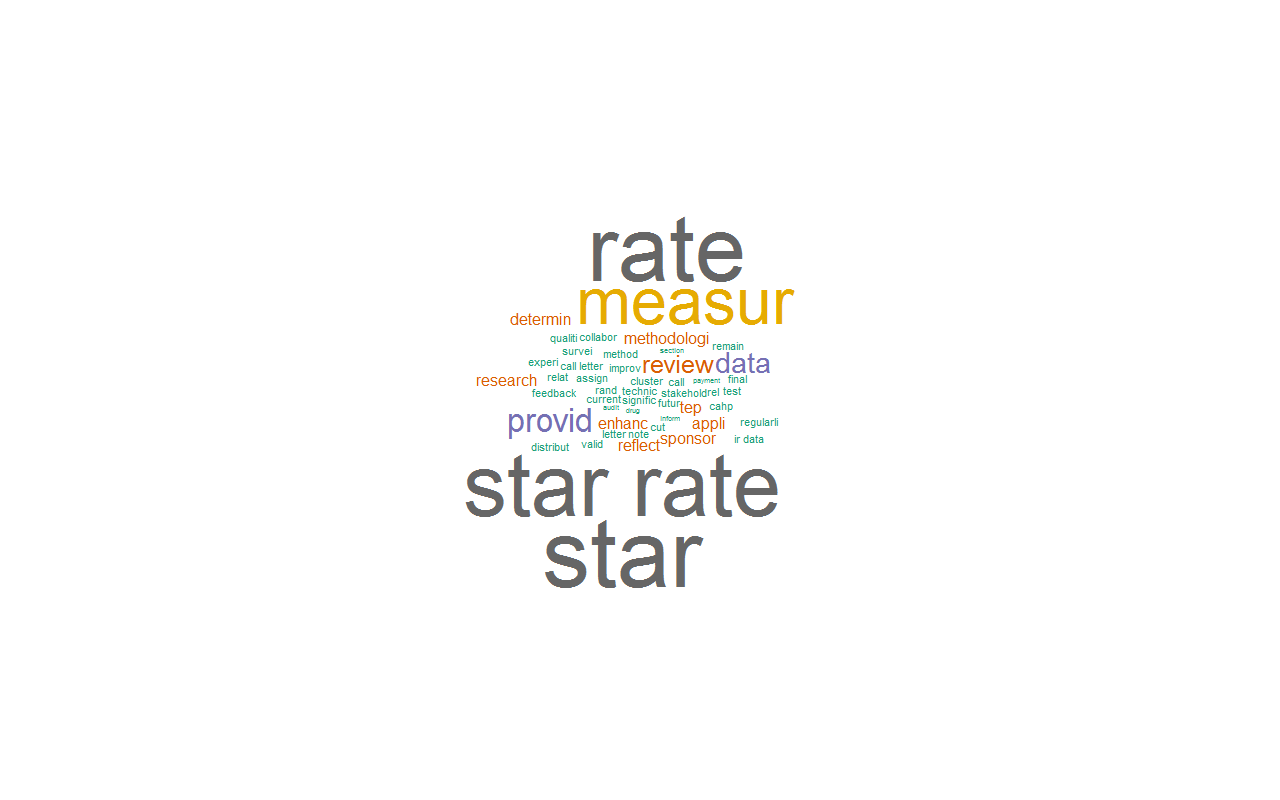 rate
measur
determin
qualiti collabor methodologi
survei method section remain
experi call letter improv review data
research relat assign cluster call payment final
feedback rand technic stakehold rel test
current signific futur tep cahp
audit drug
provid enhanc inform appli regularli
cut
letter note
distribut valid reflect sponsor ir data
star rate
star